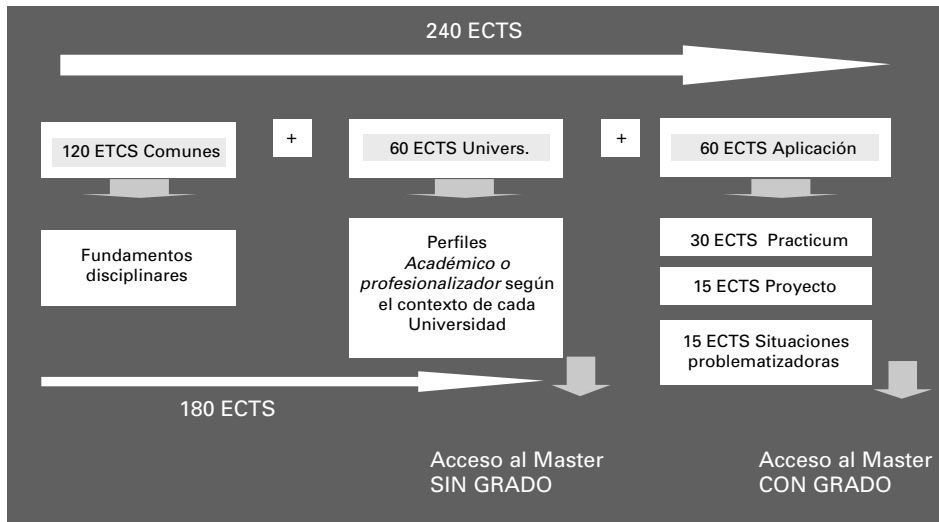 240 ECTS
120 ETCS Comunes
+
60 ECTS Univers.
+
60 ECTS Aplicación
Fundamentos
disciplinares
Perfiles
Académico o
profesionalizador según
el contexto de cada
Universidad
30 ECTS Practicum
15 ECTS Proyecto
15 ECTS Situaciones
problematizadoras
180 ECTS
Acceso al Master
SIN GRADO
Acceso al Master
CON GRADO